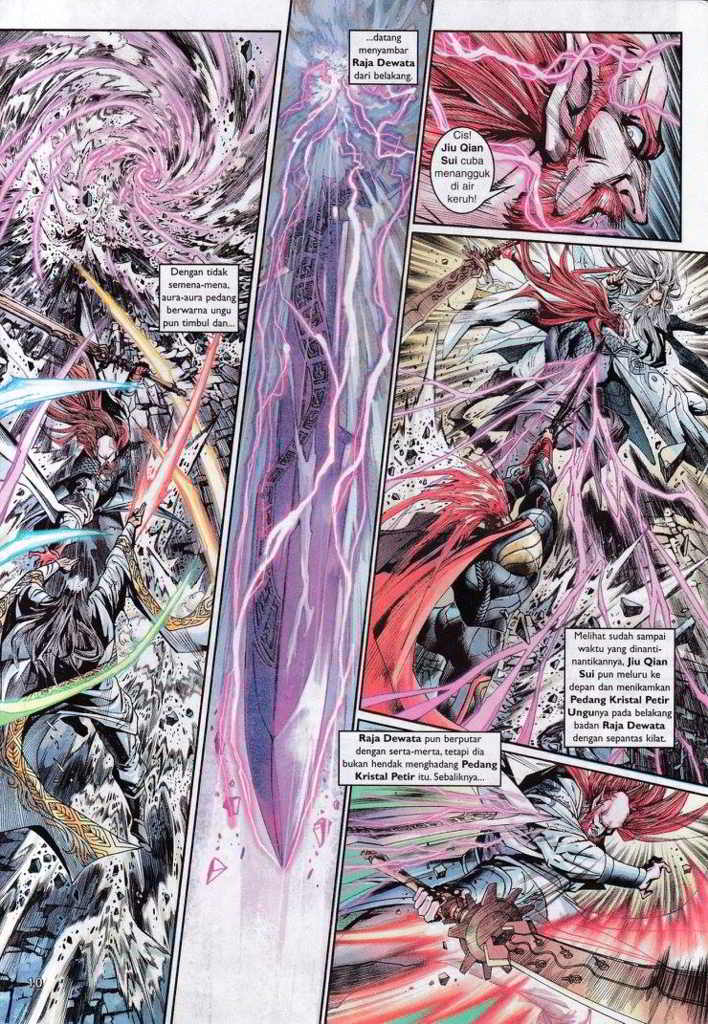 Dengan tidak
semena-mena,
aura-aura pedang
berwarna ungu
pun timbul dan...
...datang
menyambar
Raja Dewata
dari belakang.
Cis!
Jiu Qian
Sui cuba
menangguk
di air
keruh!
Melihat sudah sampai
waktu yang dinanti-
nantikannya, Jiu Qian
Sui pun meluru ke
depan dan menikamkan
Pedang Kristal Petir
Ungunya pada belakang
badan Raja Dewata
dengan sepantas kilat.
Raja Dewata pun berputar
dengan serta-merta, tetapi dia
bukan hendak menghadang Pedang
Kristal Petir itu. Sebaliknya...
10